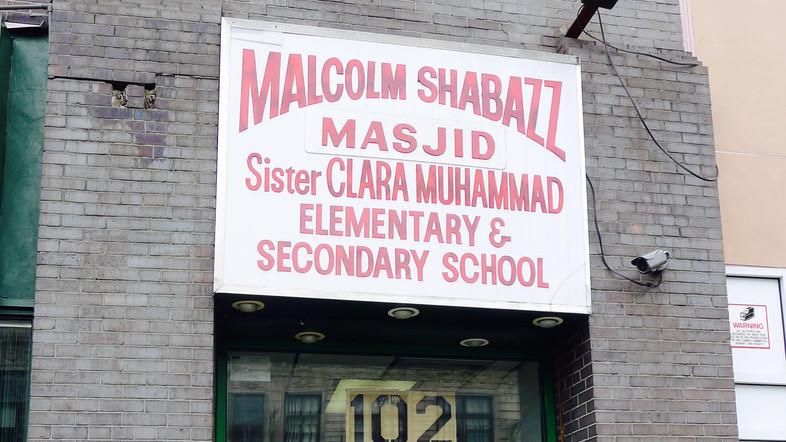 MALCOLM SHABAZZ
MASJID
Sister CLARA MUHAMMAD
ELEMENTARY &
SECONDARY SCHOOL
102
WARNING